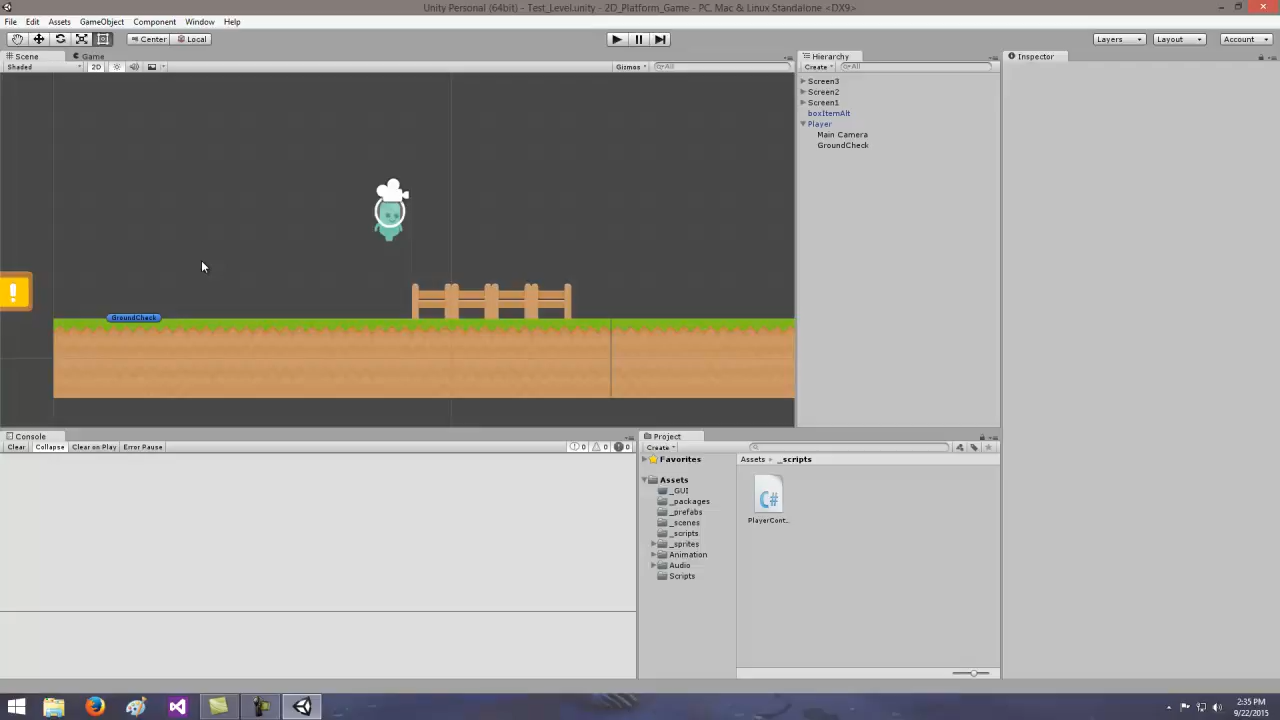 Unity Personal (64bit) - Test_Level.unity - 2D_Platform_Game - PC, Mac & Linux Standalone <DX9>
File Edit Assets GameObject Component Window Help
Center Local Layers Layout Account
Scene Game Hierarchy Inspector
Shaded 2D Gizmos All Create All
Screen3
Screen2
Screen1
boxItemAlt
Player
Main Camera
GroundCheck
!
GroundCheck
Console Project
Clear Collapse Clear on Play Error Pause 0 0 0 Create
Favorites Assets _scripts
Assets
_GUI
_packages
_prefabs
_scenes
_scripts
_sprites
Animation
Audio
Scripts
C#
PlayerCont...
2:35 PM
9/22/2015